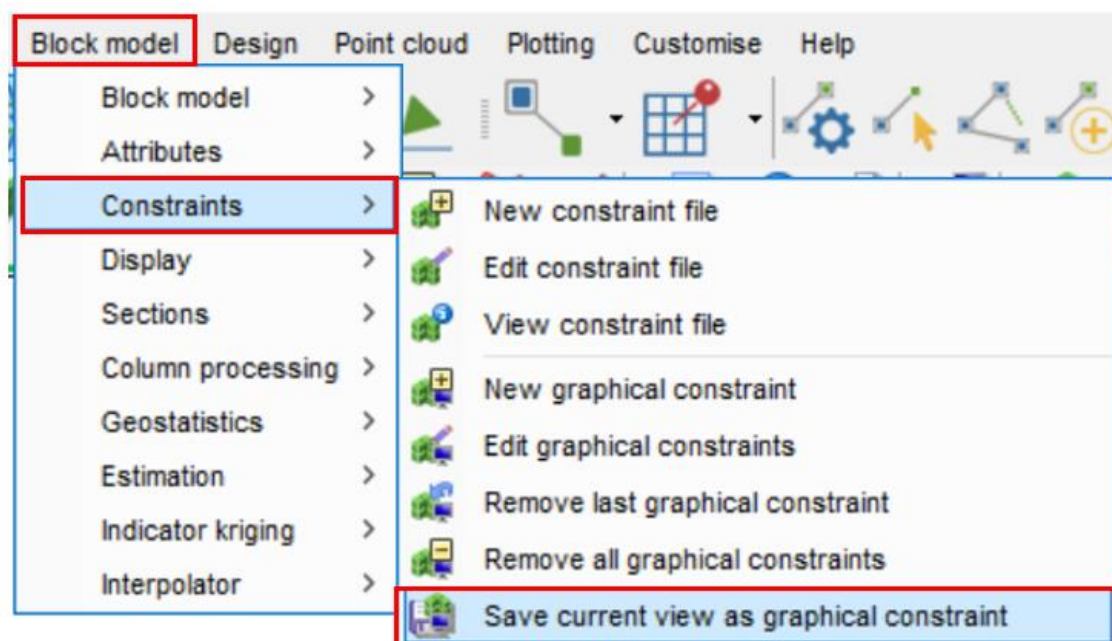 Block model Design Point cloud Plotting Customise Help
Block model
Attributes
Constraints
Display
Sections
Column processing
Geostatistics
Estimation
Indicator kriging
Interpolator
New constraint file
Edit constraint file
View constraint file
New graphical constraint
Edit graphical constraints
Remove last graphical constraint
Remove all graphical constraints
Save current view as graphical constraint